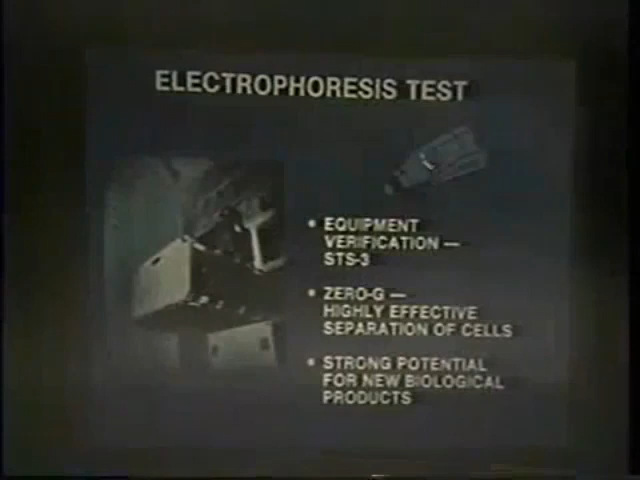 ELECTROPHORESIS TEST
• EQUIPMENT
VERIFICATION —
STS-3
• ZERO-G —
HIGHLY EFFECTIVE
SEPARATION OF CELLS
• STRONG POTENTIAL
FOR NEW BIOLOGICAL
PRODUCTS